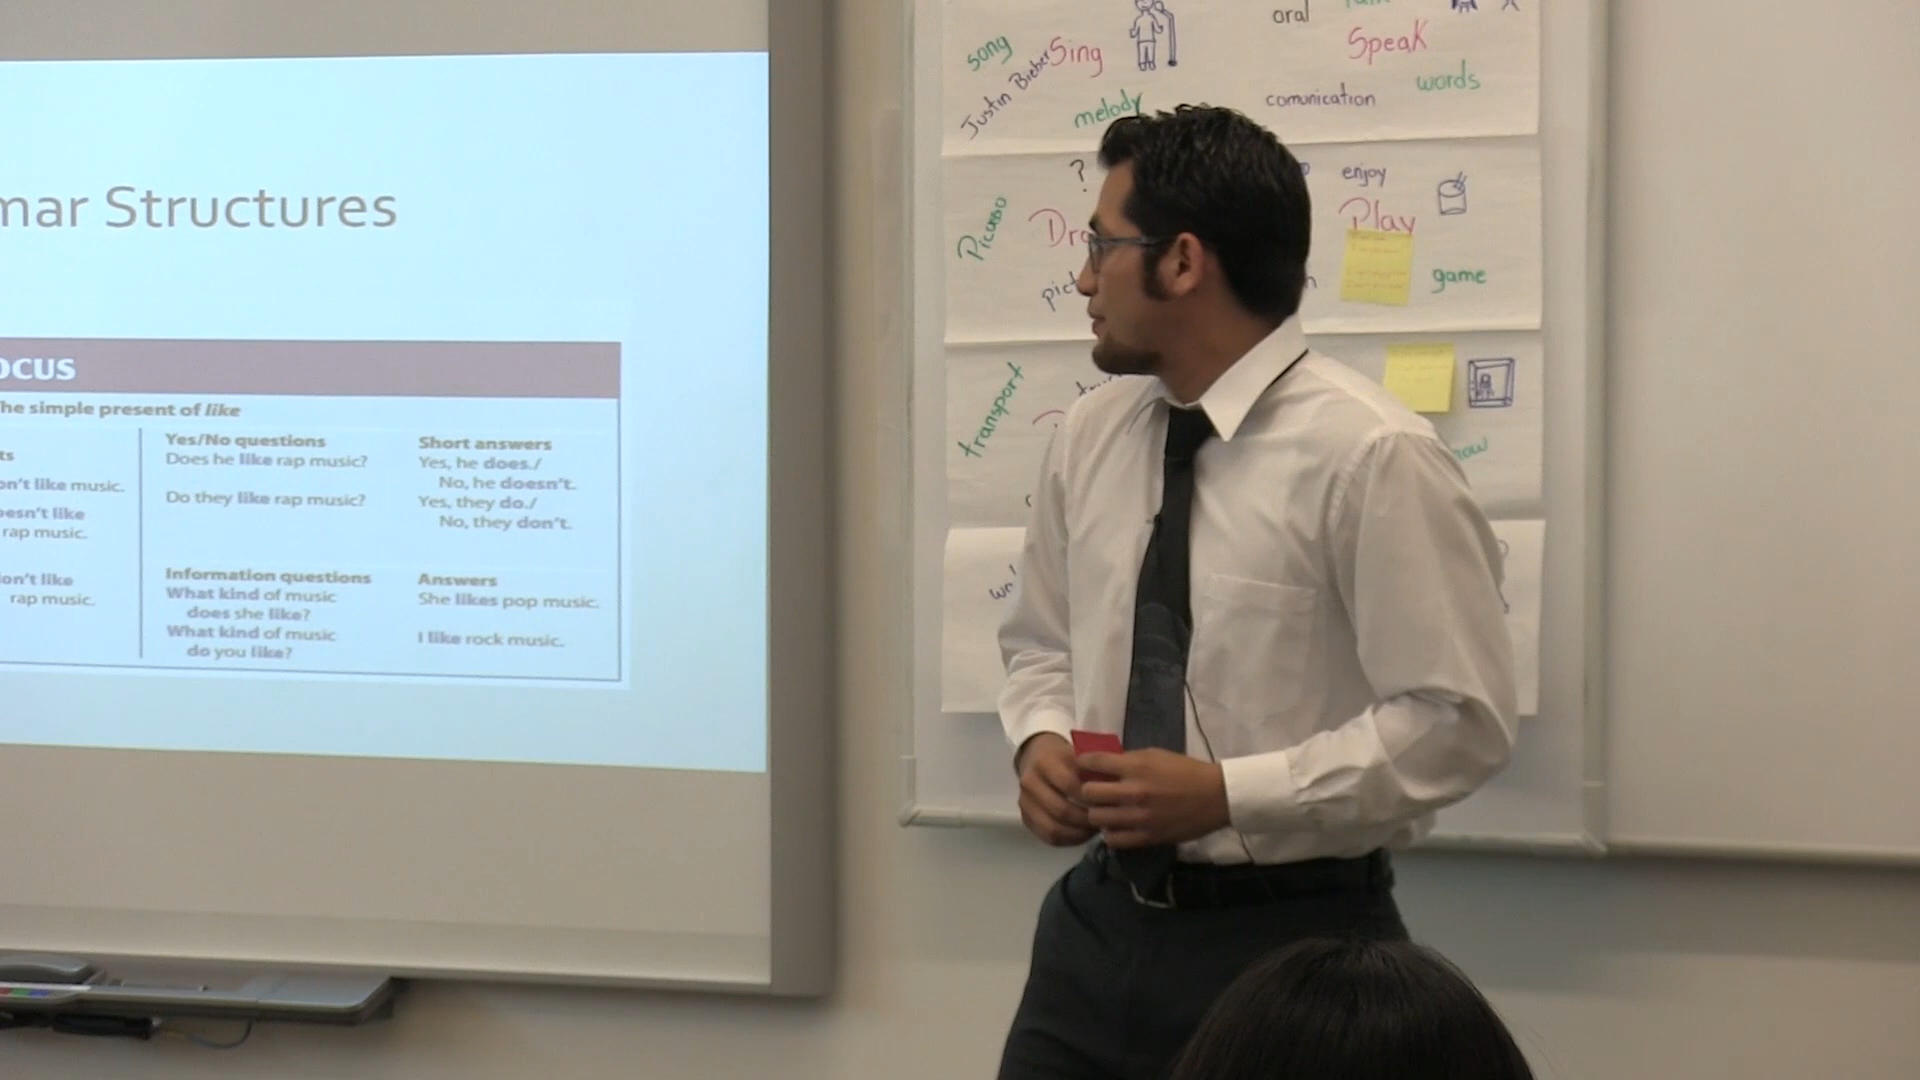 mar Structures
ocus
he simple present of like
ts
on't like music.
oesn't like
rap music.
on't like
rap music.
Yes/No questions
Does he like rap music?
Do they like rap music?
Information questions
What kind of music
does she like?
What kind of music
do you like?
Short answers
Yes, he does./
No, he doesn't.
Yes, they do./
No, they don't.
Answers
She likes pop music.
I like rock music.
song
Sing
Justin Bieber
melody
oral
Speak
words
comunication
?
Picasso
Dra
pict
enjoy
Play
game
transport
how